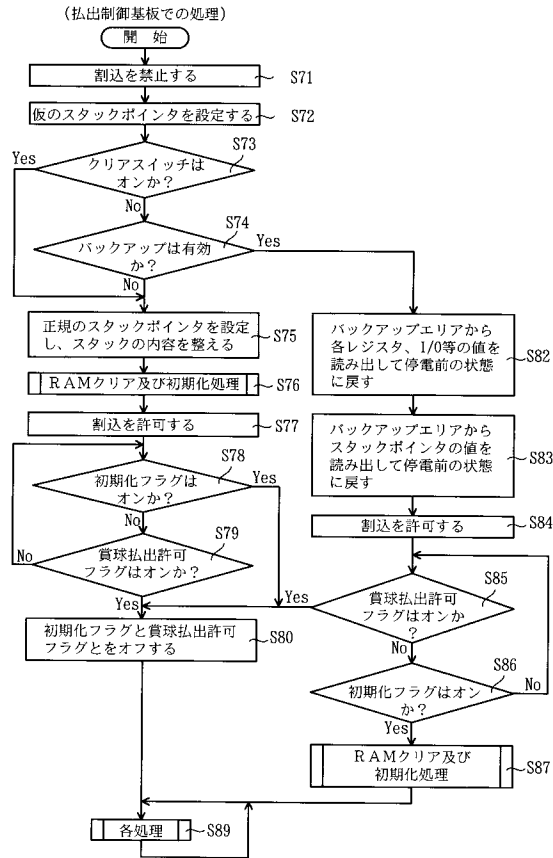 (払出制御基板での処理)
開 始
割込を禁止する
S71
仮のスタックポインタを設定する
S72
S73
Yes
クリアスイッチは
オンか?
No
S74
バックアップは有効
か?
Yes
No
正規のスタックポインタを設定
し、スタックの内容を整える
S75
RAMクリア及び初期化処理
S76
割込を許可する
S77
S78
初期化フラグは
オンか?
Yes
No
S79
賞球払出許可
フラグはオンか?
No
Yes
初期化フラグと賞球払出許可
フラグとをオフする
S80
バックアップエリアから
各レジスタ、I/O等の値を
読み出して停電前の状態
に戻す
S82
バックアップエリアから
スタックポインタの値を
読み出して停電前の状態
に戻す
S83
割込を許可する
S84
S85
Yes
賞球払出許可
フラグはオンか
?
No
S86
初期化フラグはオン
か?
No
Yes
RAMクリア及び
初期化処理
S87
各処理
S89